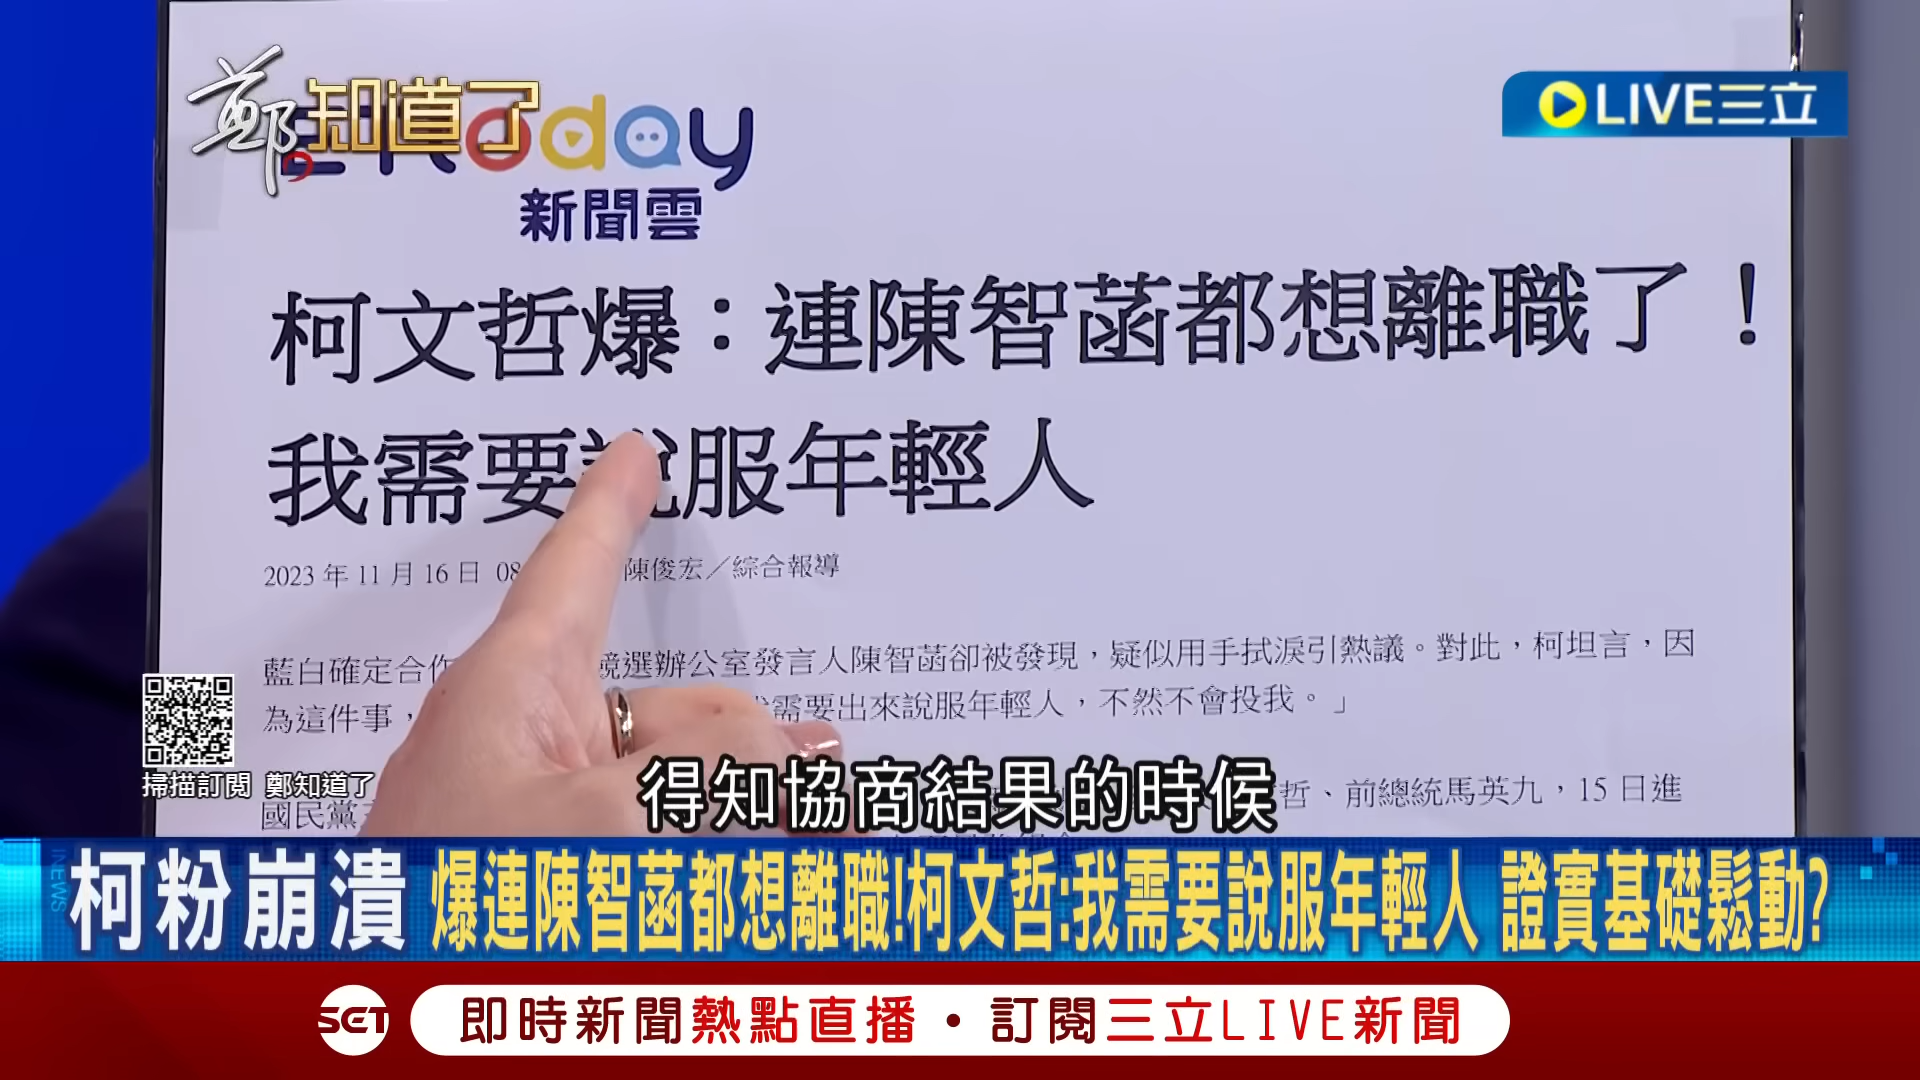 鄭知道了
ETtoday
新聞雲
LIVE三立
柯文哲爆：連陳智菡都想離職了！
我需要說服年輕人
2023年11月16日 08 陳俊宏／綜合報導
藍白確定合作 競選辦公室發言人陳智菡卻被發現，疑似用手拭淚引熱議。對此，柯坦言，因
為這件事， 需要出來說服年輕人，不然不會投我。」
哲、前總統馬英九，15日進
國民黨
掃描訂閱 鄭知道了
得知協商結果的時候
NEWS
柯粉崩潰 爆連陳智菡都想離職!柯文哲:我需要說服年輕人 證實基礎鬆動?
SET 即時新聞熱點直播・訂閱三立LIVE新聞